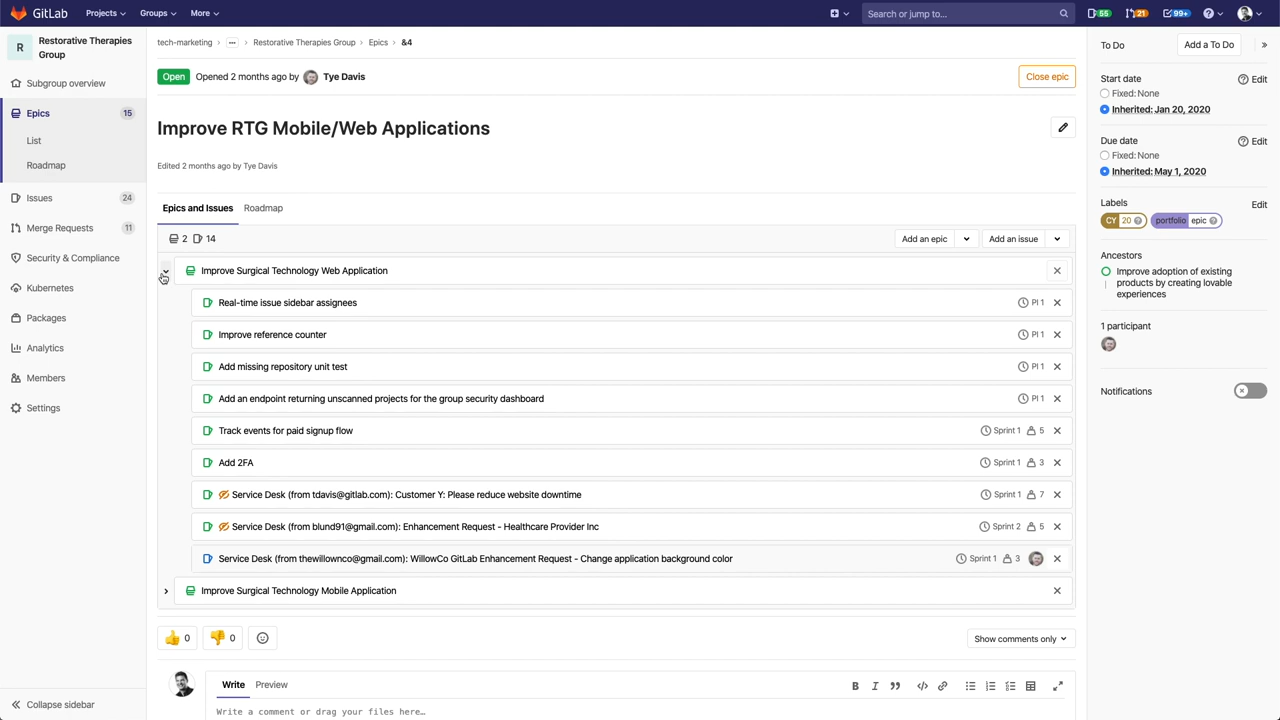 GitLab Projects Groups More Search or jump to... 55 21 99+
R Restorative Therapies Group
Subgroup overview
Epics 15
List
Roadmap
Issues 24
Merge Requests 11
Security & Compliance
Kubernetes
Packages
Analytics
Members
Settings
Collapse sidebar
tech-marketing › ... › Restorative Therapies Group › Epics › &4
Open Opened 2 months ago by Tye Davis Close epic
Improve RTG Mobile/Web Applications
Edited 2 months ago by Tye Davis
Epics and Issues Roadmap
2 14 Add an epic Add an issue
Improve Surgical Technology Web Application
Real-time issue sidebar assignees PI 1
Improve reference counter PI 1
Add missing repository unit test PI 1
Add an endpoint returning unscanned projects for the group security dashboard PI 1
Track events for paid signup flow Sprint 1 5
Add 2FA Sprint 1 3
Service Desk (from tdavis@gitlab.com): Customer Y: Please reduce website downtime Sprint 1 7
Service Desk (from blund91@gmail.com): Enhancement Request - Healthcare Provider Inc Sprint 2 5
Service Desk (from thewillownco@gmail.com): WillowCo GitLab Enhancement Request - Change application background color Sprint 1 3
Improve Surgical Technology Mobile Application
0 0 Show comments only
Write Preview
Write a comment or drag your files here…
To Do Add a To Do
Start date Edit
Fixed: None
Inherited: Jan 20, 2020
Due date Edit
Fixed: None
Inherited: May 1, 2020
Labels Edit
CY 20 portfolio epic
Ancestors
Improve adoption of existing
products by creating lovable
experiences
1 participant
Notifications